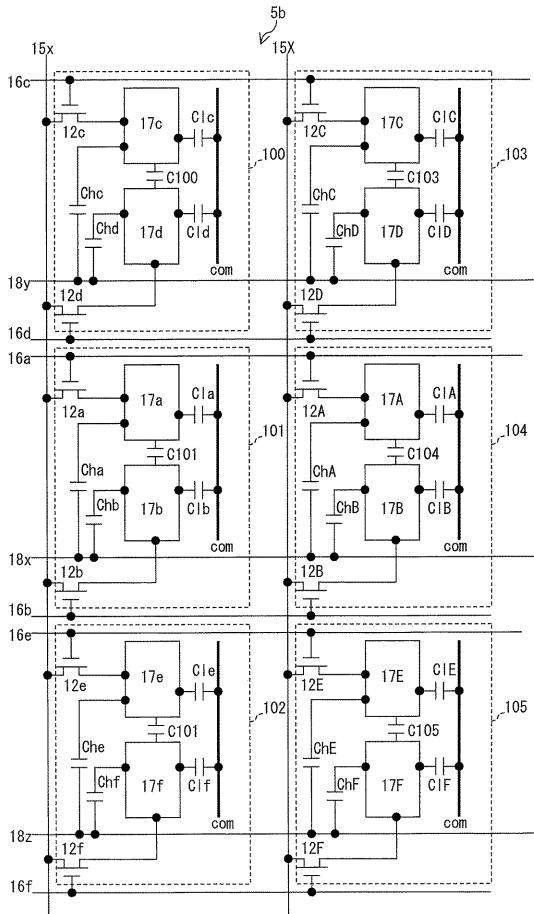 5b
15x 15X
16c
12c 17c Clc 100 12C 17C ClC 103
C100 C103
Chc ChC
Chd 17d Cld ChD 17D ClD
com com
18y
12d 12D
16d
16a
12a 17a Cla 101 12A 17A ClA 104
C101 C104
Cha ChA
Chb 17b Clb ChB 17B ClB
com com
18x
12b 12B
16b
16e
12e 17e Cle 102 12E 17E ClE 105
C101 C105
Che ChE
Chf 17f Clf ChF 17F ClF
com com
18z
12f 12F
16f